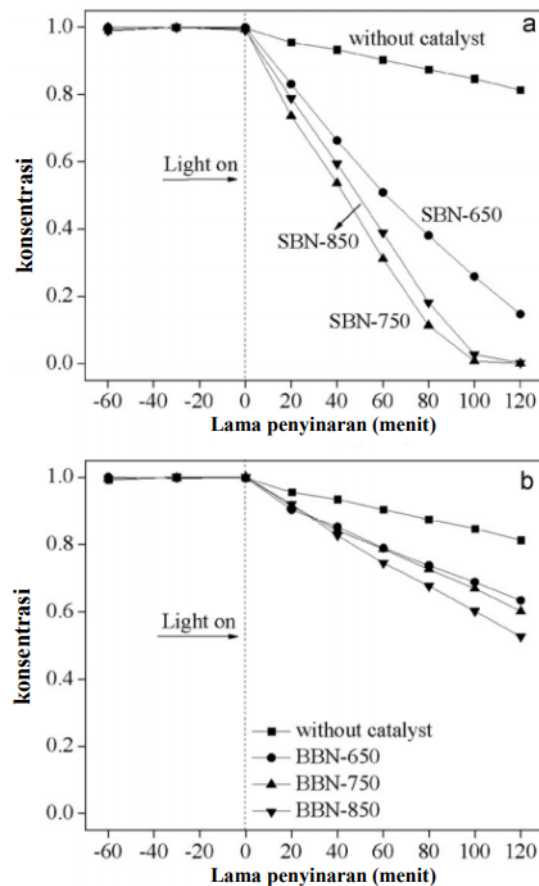 a
1.0
without catalyst
0.8
Light on
0.6
SBN-650
konsentrasi
SBN-850
0.4
0.2
SBN-750
0.0
-60 -40 -20 0 20 40 60 80 100 120
Lama penyinaran (menit)
b
1.0
0.8
0.6
Light on
konsentrasi
0.4
without catalyst
0.2
BBN-650
BBN-750
0.0
BBN-850
-60 -40 -20 0 20 40 60 80 100 120
Lama penyinaran (menit)